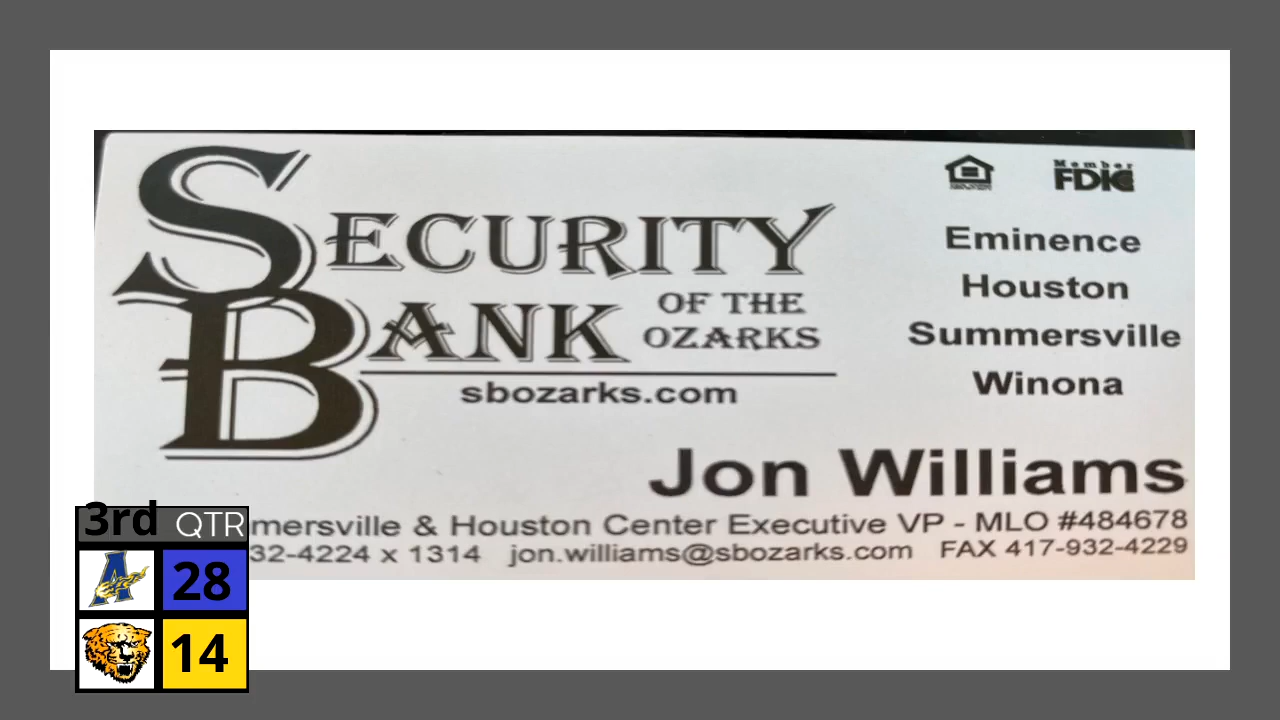 SECURITY
BANK OF THE OZARKS
sbozarks.com
Member
FDIC
Eminence
Houston
Summersville
Winona
Jon Williams
mersville & Houston Center Executive VP - MLO #484678
32-4224 x 1314 jon.williams@sbozarks.com FAX 417-932-4229
3rd QTR
A 28
14